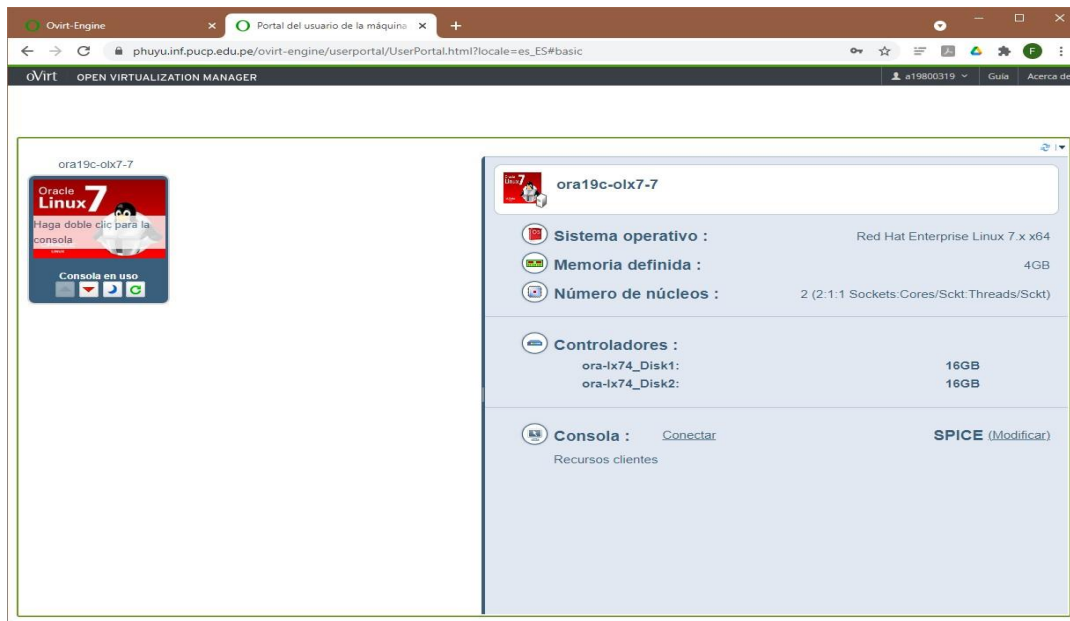 Ovirt-Engine
Portal del usuario de la máquina
phuyu.inf.pucp.edu.pe/ovirt-engine/userportal/UserPortal.html?locale=es_ES#basic
F
oVirt OPEN VIRTUALIZATION MANAGER
a19800319 Guía Acerca de
ora19c-olx7-7
Oracle
Linux 7
Haga doble clic para la
consola
Consola en uso
ora19c-olx7-7
Sistema operativo : Red Hat Enterprise Linux 7.x x64
Memoria definida : 4GB
Número de núcleos : 2 (2:1:1 Sockets:Cores/Sckt:Threads/Sckt)
Controladores :
ora-lx74_Disk1: 16GB
ora-lx74_Disk2: 16GB
Consola : Conectar SPICE (Modificar)
Recursos clientes